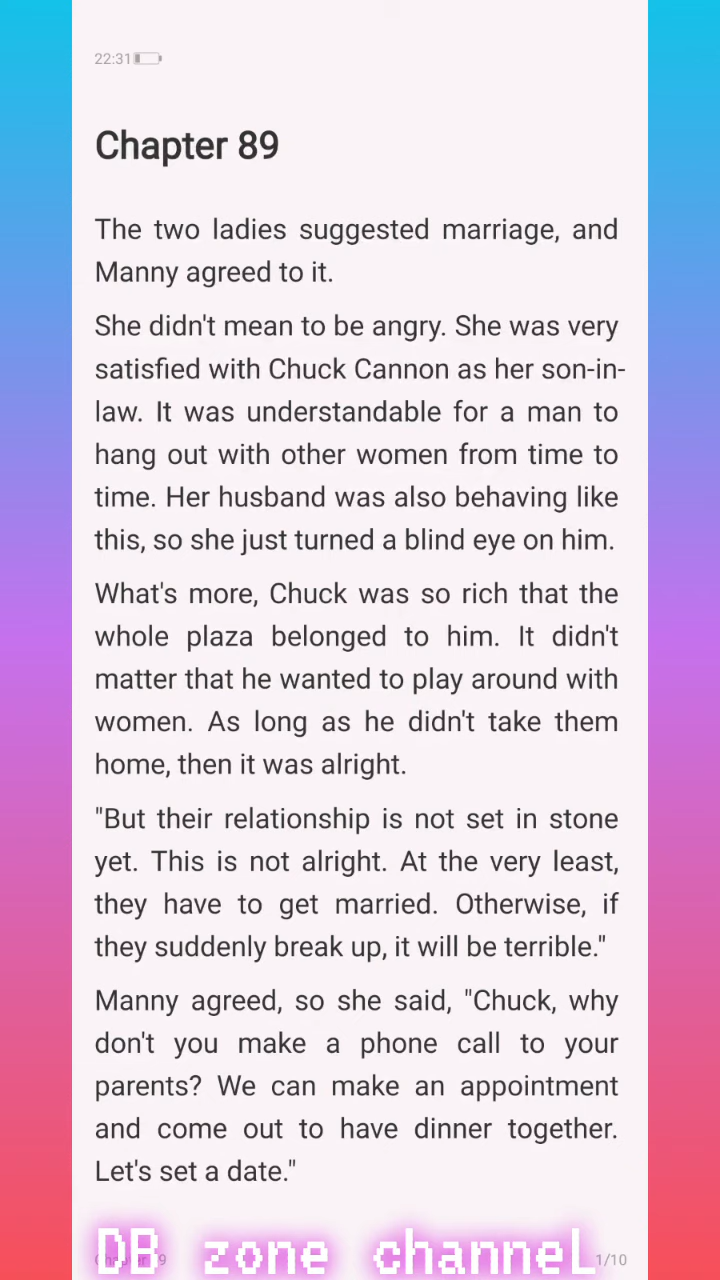 22:31
Chapter 89
The two ladies suggested marriage, and
Manny agreed to it.
She didn't mean to be angry. She was very
satisfied with Chuck Cannon as her son-in-
law. It was understandable for a man to
hang out with other women from time to
time. Her husband was also behaving like
this, so she just turned a blind eye on him.
What's more, Chuck was so rich that the
whole plaza belonged to him. It didn't
matter that he wanted to play around with
women. As long as he didn't take them
home, then it was alright.
"But their relationship is not set in stone
yet. This is not alright. At the very least,
they have to get married. Otherwise, if
they suddenly break up, it will be terrible."
Manny agreed, so she said, "Chuck, why
don't you make a phone call to your
parents? We can make an appointment
and come out to have dinner together.
Let's set a date."
DB zone channeL
Chapter 89
1/10